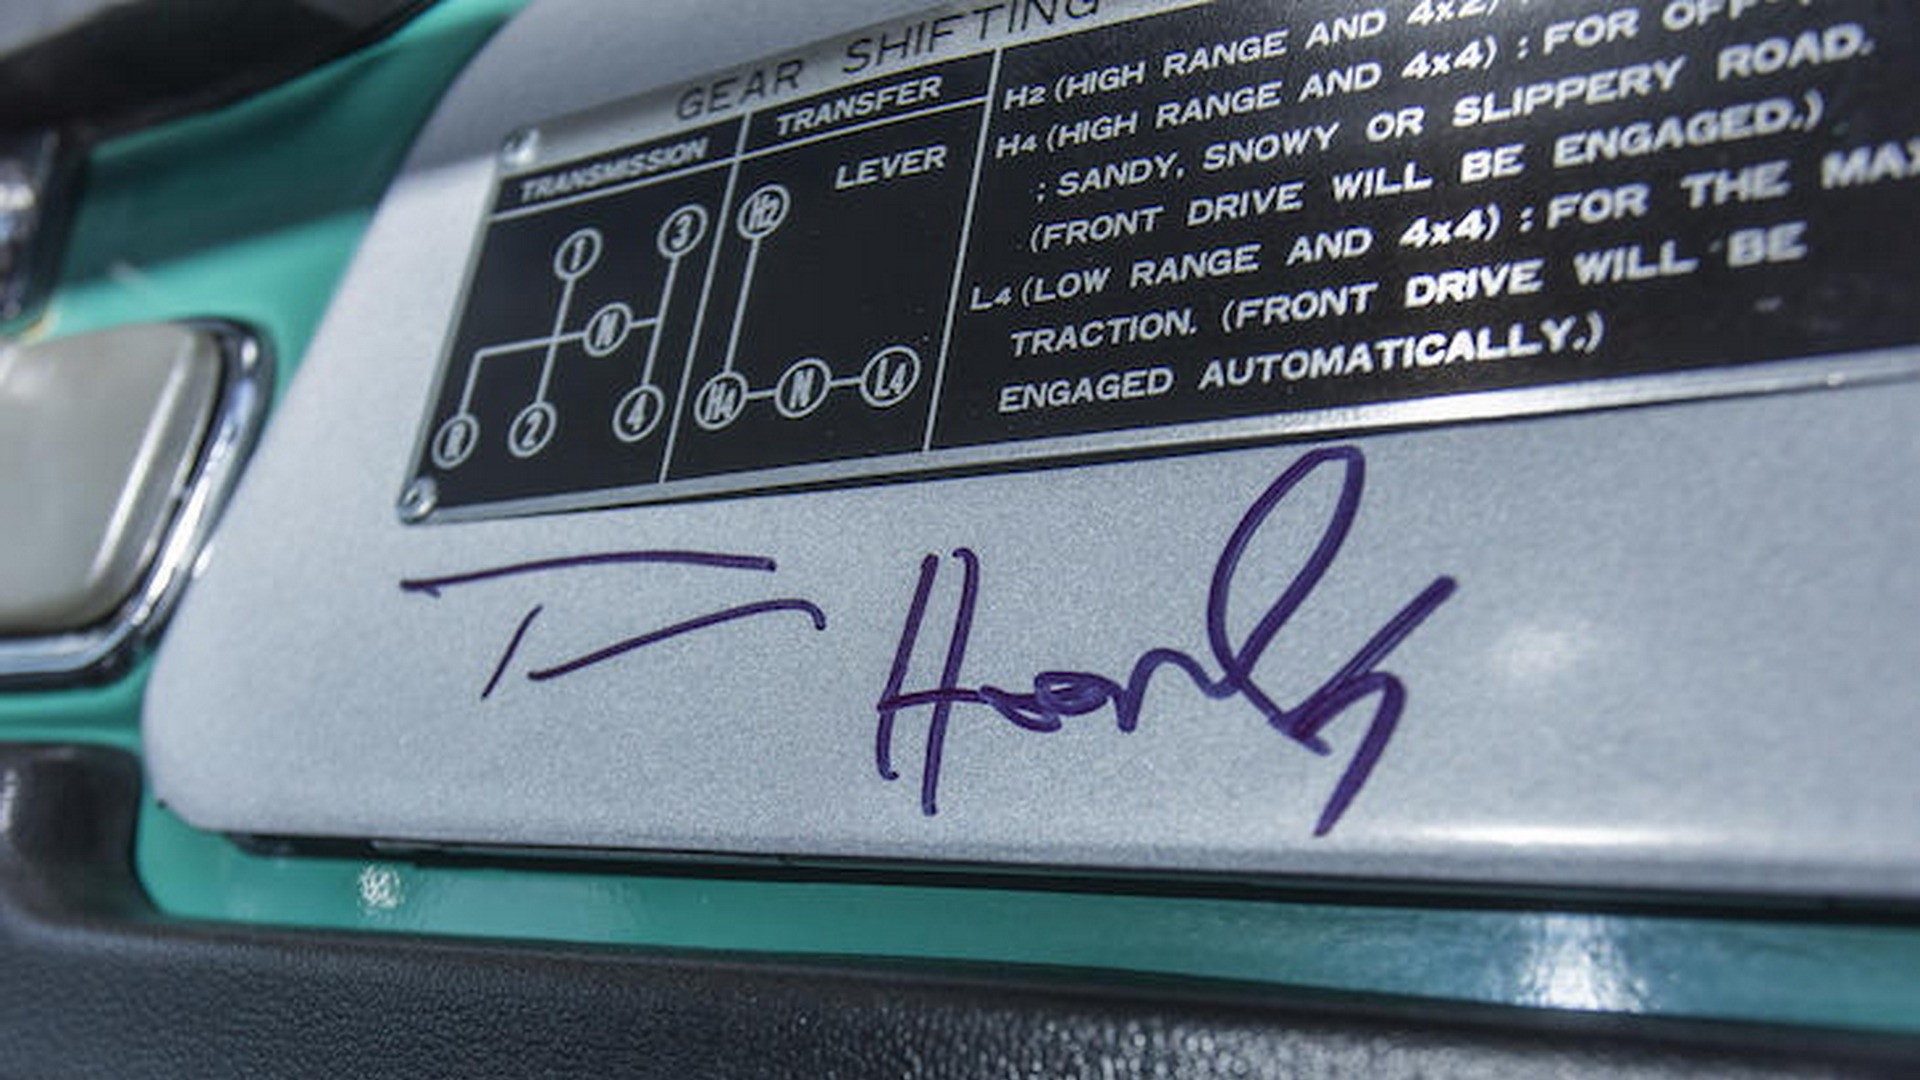 GEAR SHIFTING
TRANSMISSION
1 3
N
R 2 4
TRANSFER
LEVER
H2
H4 N L4
H2 (HIGH RANGE AND 4x2)
H4 (HIGH RANGE AND 4x4) : FOR
; SANDY, SNOWY OR SLIPPERY ROAD.
(FRONT DRIVE WILL BE ENGAGED.)
L4 (LOW RANGE AND 4x4) : FOR THE
TRACTION. (FRONT DRIVE WILL BE
ENGAGED AUTOMATICALLY.)